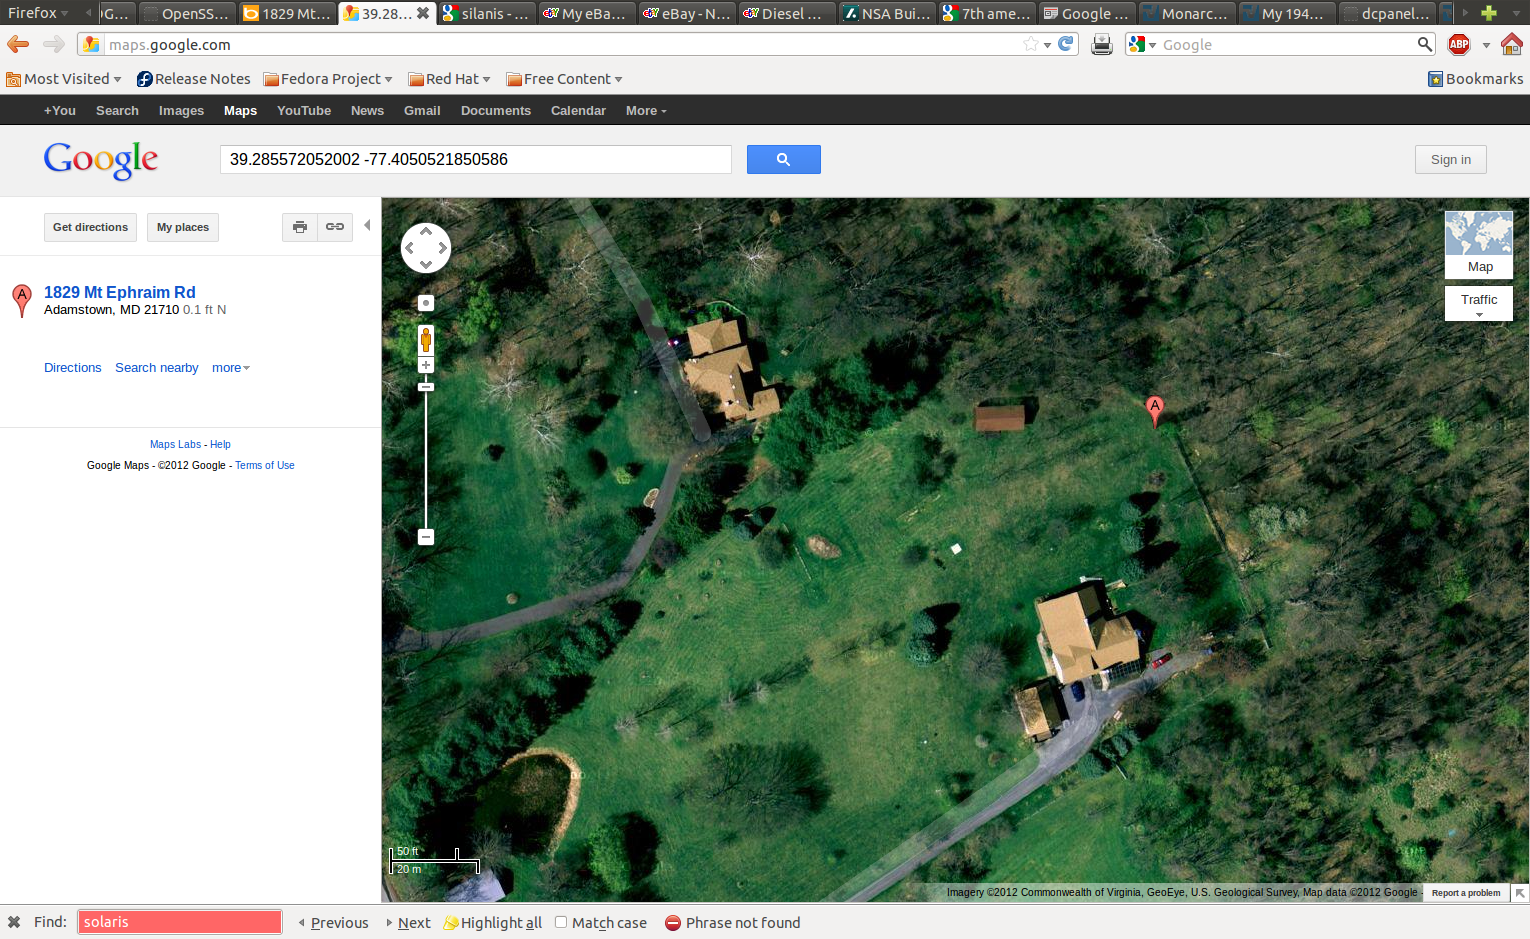 Firefox
OpenSS...
1829 Mt...
39.28...
silanis - ...
My eBa...
eBay - N...
Diesel ...
NSA Bui...
7th ame...
Google ...
Monarc...
My 194...
dcpanel...
maps.google.com
Google
ABP
Most Visited
Release Notes
Fedora Project
Red Hat
Free Content
Bookmarks
+You Search Images Maps YouTube News Gmail Documents Calendar More
Google
39.285572052002 -77.4050521850586
Sign in
Get directions
My places
A
1829 Mt Ephraim Rd
Adamstown, MD 21710 0.1 ft N
Directions Search nearby more
Maps Labs - Help
Google Maps - ©2012 Google - Terms of Use
Map
Traffic
A
50 ft
20 m
Imagery ©2012 Commonwealth of Virginia, GeoEye, U.S. Geological Survey, Map data ©2012 Google -
Report a problem
Find:
solaris
Previous
Next
Highlight all
Match case
Phrase not found